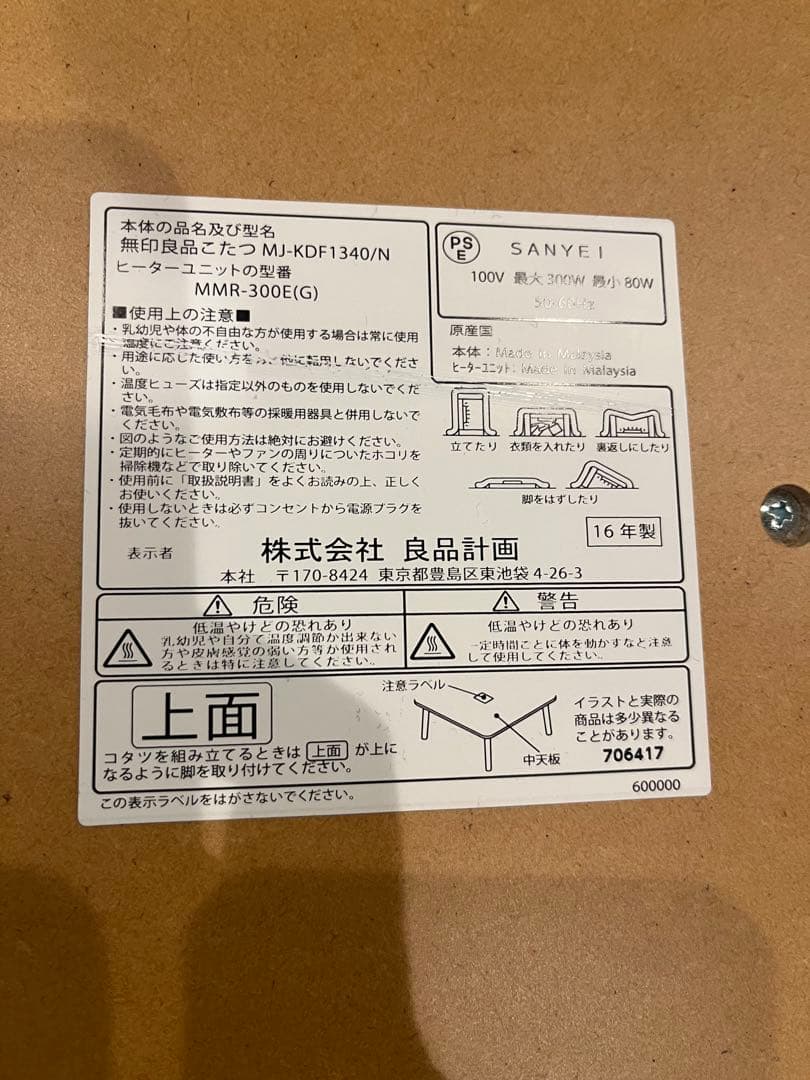 本体の品名及び型名
無印良品こたつ MJ-KDF1340/N
ヒーターユニットの型番
MMR-300E(G)
■使用上の注意■
・乳幼児や体の不自由な方が使用する場合は常に使用
温度にご注意ください。
・用途に応じた使い方をし、他に転用しないでくださ
い。
・温度ヒューズは指定以外のものを使用しないでくだ
さい。
・電気毛布や電気敷布等の採暖用器具と併用しないで
ください。
・図のようなご使用方法は絶対にお避けください。
・定期的にヒーターやファンの周りについたホコリを
掃除機などで取り除いてください。
・使用前に「取扱説明書」をよくお読みの上、正しく
お使いください。
・使用しないときは必ずコンセントから電源プラグを
抜いてください。
PS
E
SANYEI
100V 最大300W 最小80W
50-60Hz
原産国
本体：Made in Malaysia
ヒーターユニット：Made in Malaysia
立てたり 衣類を入れたり 裏返しにしたり
脚をはずしたり
16年製
表示者 株式会社 良品計画
本社 〒170-8424 東京都豊島区東池袋 4-26-3
危険
低温やけどの恐れあり
乳幼児や自分で温度調節が出来ない
方や皮膚感覚の弱い方等が使用され
るときは特に注意してください。
警告
低温やけどの恐れあり
一定時間ごとに体を動かすなど注意
して使用してください。
上面
コタツを組み立てるときは 上面 が上に
なるように脚を取り付けてください。
注意ラベル
中天板
イラストと実際の
商品は多少異なる
ことがあります。
706417
この表示ラベルをはがさないでください。
600000